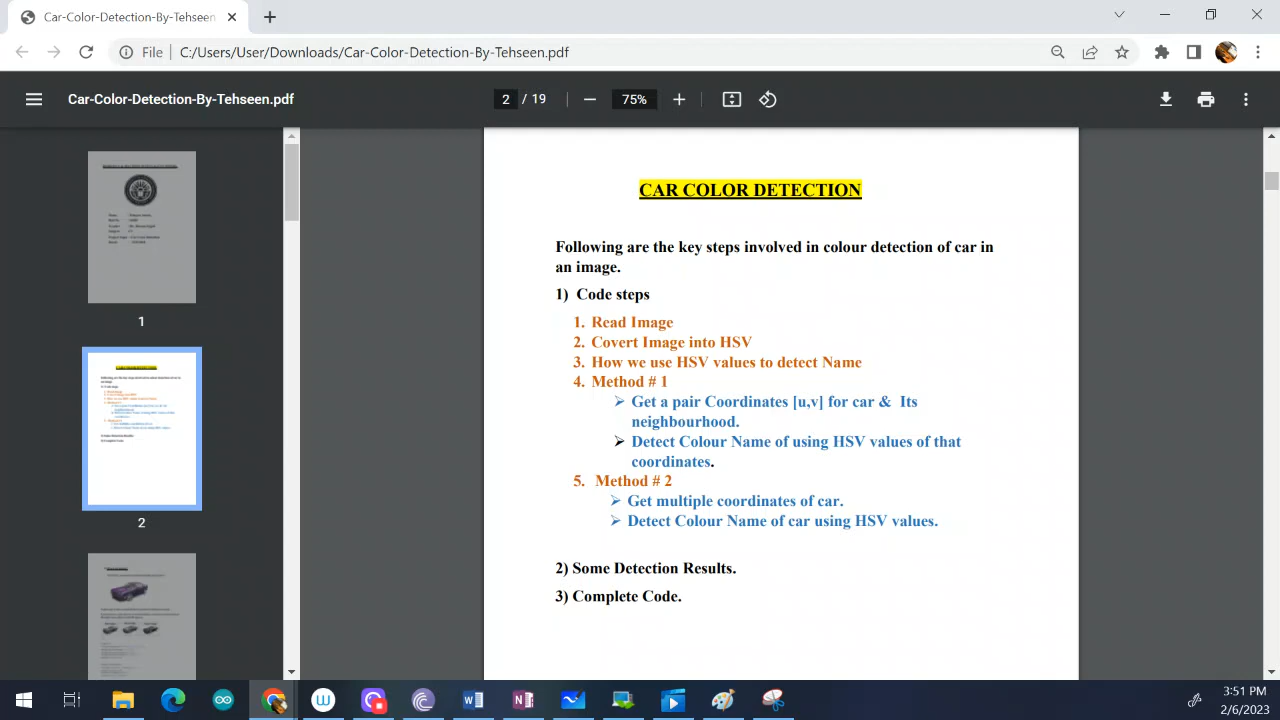 Car-Color-Detection-By-Tehseen
File | C:/Users/User/Downloads/Car-Color-Detection-By-Tehseen.pdf
Car-Color-Detection-By-Tehseen.pdf
2 / 19
75%
1
2
CAR COLOR DETECTION
Following are the key steps involved in colour detection of car in
an image.
1) Code steps
1. Read Image
2. Covert Image into HSV
3. How we use HSV values to detect Name
4. Method # 1
➢ Get a pair Coordinates [u,v] for car & Its
neighbourhood.
➢ Detect Colour Name of using HSV values of that
coordinates.
5. Method # 2
➢ Get multiple coordinates of car.
➢ Detect Colour Name of car using HSV values.
2) Some Detection Results.
3) Complete Code.
3:51 PM
2/6/2023